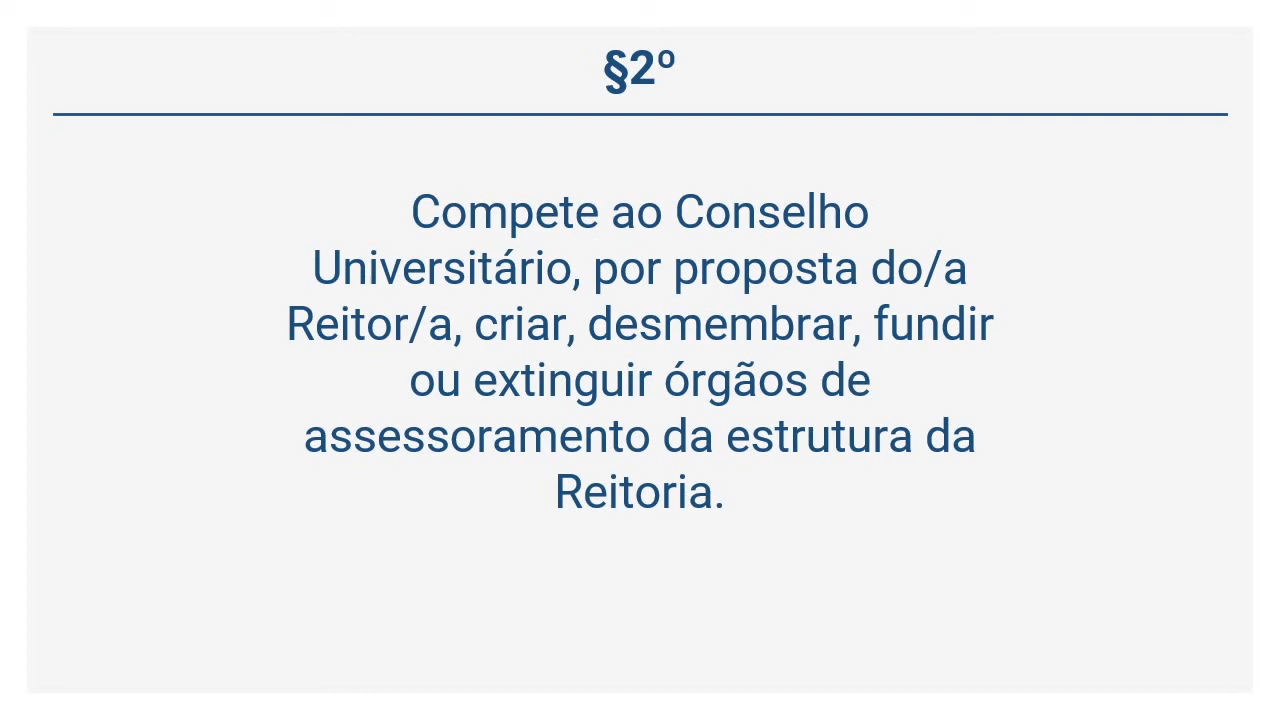 §2º
Compete ao Conselho
Universitário, por proposta do/a
Reitor/a, criar, desmembrar, fundir
ou extinguir órgãos de
assessoramento da estrutura da
Reitoria.